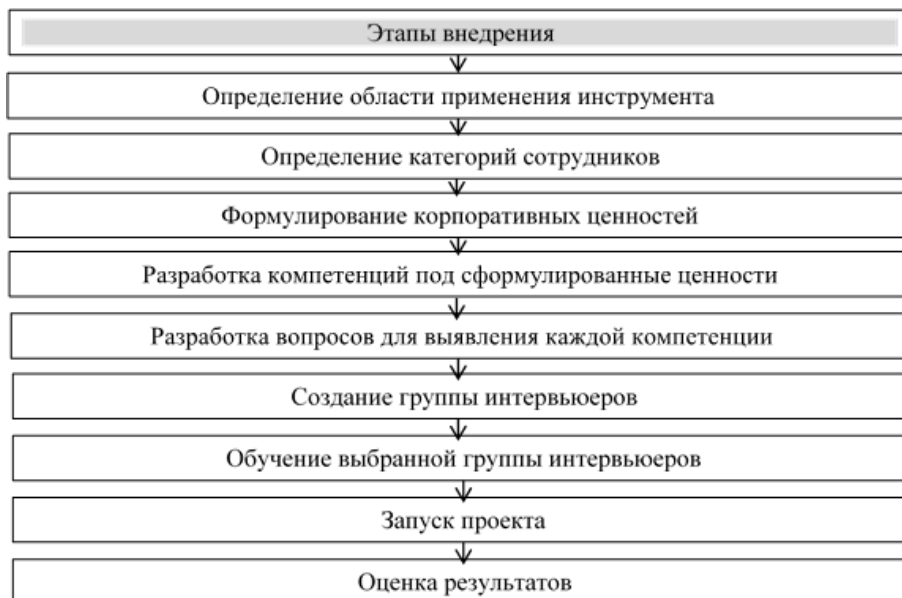 Этапы внедрения
Определение области применения инструмента
Определение категорий сотрудников
Формулирование корпоративных ценностей
Разработка компетенций под сформулированные ценности
Разработка вопросов для выявления каждой компетенции
Создание группы интервьюеров
Обучение выбранной группы интервьюеров
Запуск проекта
Оценка результатов